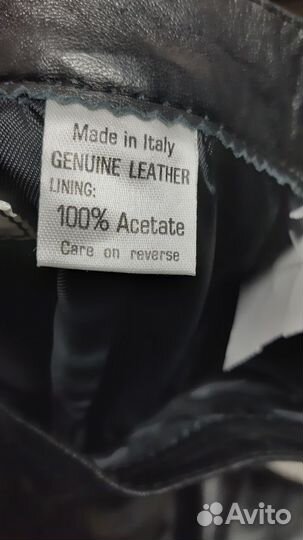 Made in Italy
GENUINE LEATHER
LINING:
100% Acetate
Care on reverse
Avito